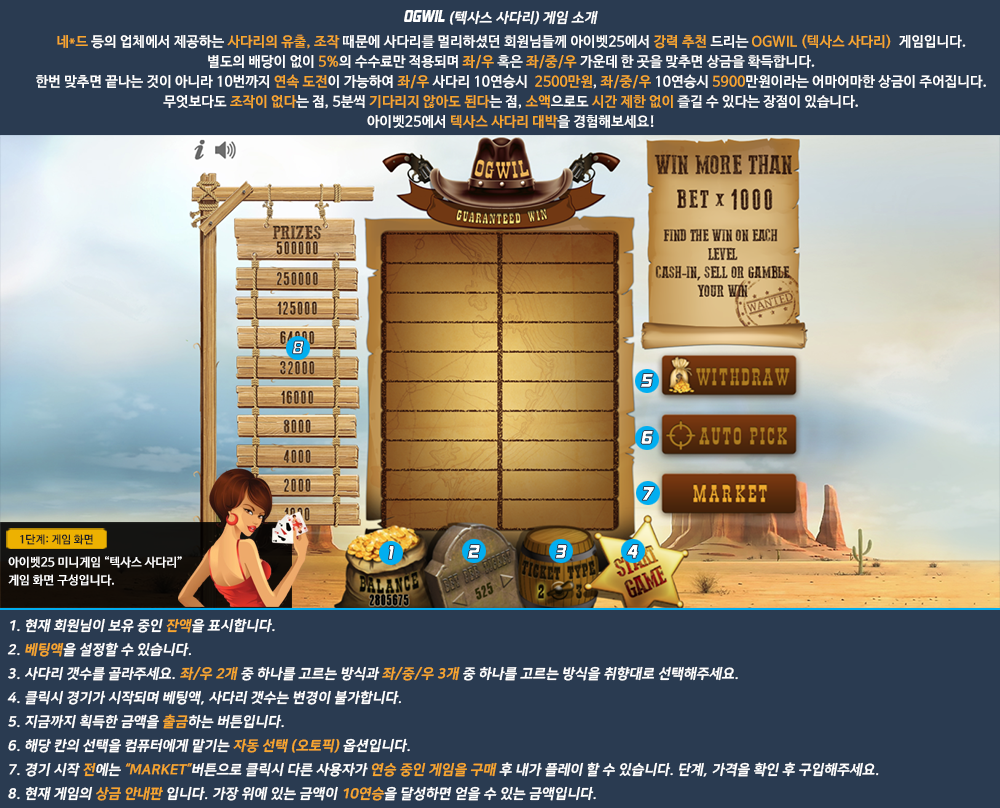 OGWIL (텍사스 사다리) 게임 소개
네*드 등의 업체에서 제공하는 사다리의 유출, 조작 때문에 사다리를 멀리하셨던 회원님들께 아이벳25에서 강력 추천 드리는 OGWIL (텍사스 사다리) 게임입니다.
별도의 배당이 없이 5%의 수수료만 적용되며 좌/우 혹은 좌/중/우 가운데 한 곳을 맞추면 상금을 획득합니다.
한번 맞추면 끝나는 것이 아니라 10번까지 연속 도전이 가능하여 좌/우 사다리 10연승시 2500만원, 좌/중/우 10연승시 5900만원이라는 어마어마한 상금이 주어집니다.
무엇보다도 조작이 없다는 점, 5분씩 기다리지 않아도 된다는 점, 소액으로도 시간 제한 없이 즐길 수 있다는 장점이 있습니다.
아이벳25에서 텍사스 사다리 대박을 경험해보세요!
OGWIL
GUARANTEED WIN
PRIZES
500000
250000
125000
8
32000
16000
8000
4000
2000
WIN MORE THAN
BET x 1000
FIND THE WIN ON EACH
LEVEL
CASH-IN, SELL OR GAMBLE
YOUR WIN
WANTED
5 WITHDRAW
6 AUTO PICK
7 MARKET
1단계: 게임 화면
아이벳25 미니게임 “텍사스 사다리”
게임 화면 구성입니다.
1
BALANCE
2805675
2
525
3
TICKET TYPE
2 3
4
START
GAME
1. 현재 회원님이 보유 중인 잔액을 표시합니다.
2. 베팅액을 설정할 수 있습니다.
3. 사다리 갯수를 골라주세요. 좌/우 2개 중 하나를 고르는 방식과 좌/중/우 3개 중 하나를 고르는 방식을 취향대로 선택해주세요.
4. 클릭시 경기가 시작되며 베팅액, 사다리 갯수는 변경이 불가합니다.
5. 지금까지 획득한 금액을 출금하는 버튼입니다.
6. 해당 칸의 선택을 컴퓨터에게 맡기는 자동 선택 (오토픽) 옵션입니다.
7. 경기 시작 전에는 “MARKET”버튼으로 클릭시 다른 사용자가 연승 중인 게임을 구매 후 내가 플레이 할 수 있습니다. 단계, 가격을 확인 후 구입해주세요.
8. 현재 게임의 상금 안내판 입니다. 가장 위에 있는 금액이 10연승을 달성하면 얻을 수 있는 금액입니다.